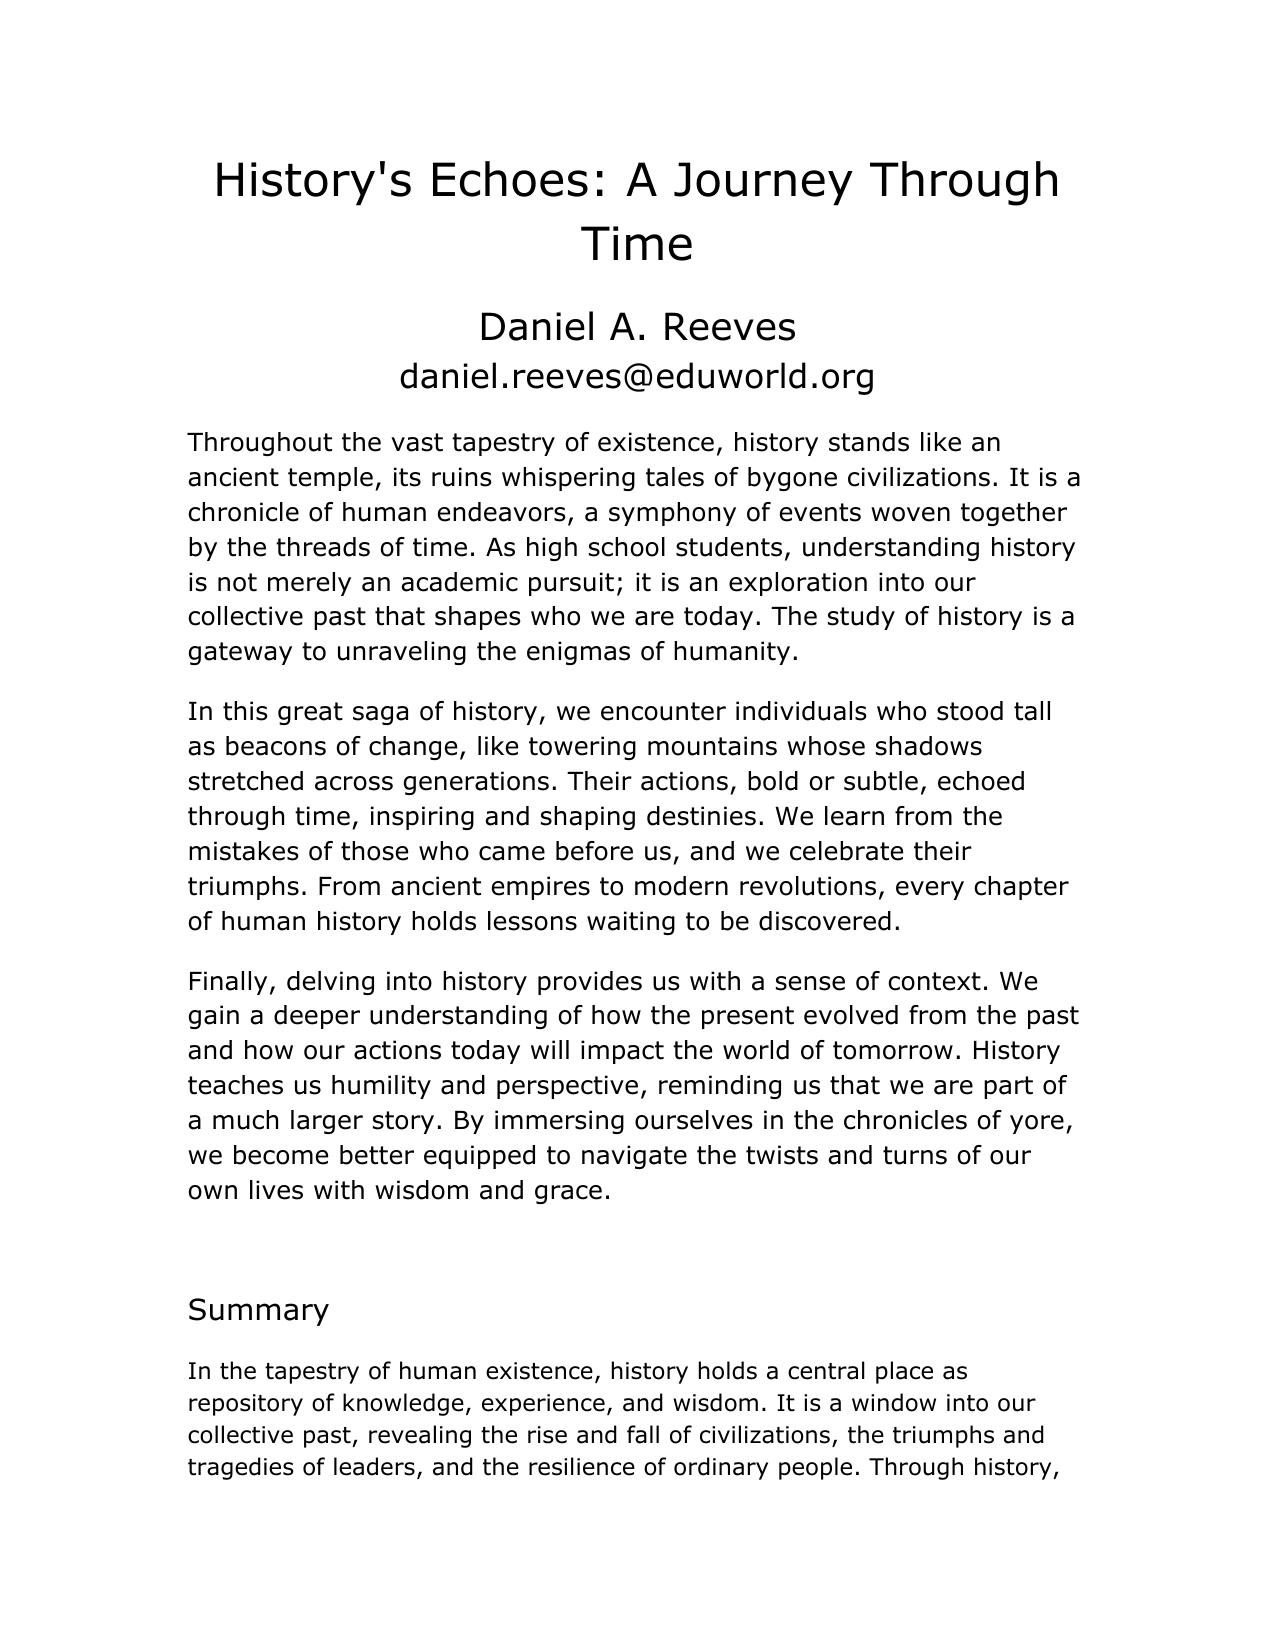 History's Echoes: A Journey Through
Time
Daniel A. Reeves
daniel.reeves@eduworld.org
Throughout the vast tapestry of existence, history stands like an
ancient temple, its ruins whispering tales of bygone civilizations. It is a
chronicle of human endeavors, a symphony of events woven together
by the threads of time. As high school students, understanding history
is not merely an academic pursuit; it is an exploration into our
collective past that shapes who we are today. The study of history is a
gateway to unraveling the enigmas of humanity.
In this great saga of history, we encounter individuals who stood tall
as beacons of change, like towering mountains whose shadows
stretched across generations. Their actions, bold or subtle, echoed
through time, inspiring and shaping destinies. We learn from the
mistakes of those who came before us, and we celebrate their
triumphs. From ancient empires to modern revolutions, every chapter
of human history holds lessons waiting to be discovered.
Finally, delving into history provides us with a sense of context. We
gain a deeper understanding of how the present evolved from the past
and how our actions today will impact the world of tomorrow. History
teaches us humility and perspective, reminding us that we are part of
a much larger story. By immersing ourselves in the chronicles of yore,
we become better equipped to navigate the twists and turns of our
own lives with wisdom and grace.
Summary
In the tapestry of human existence, history holds a central place as
repository of knowledge, experience, and wisdom. It is a window into our
collective past, revealing the rise and fall of civilizations, the triumphs and
tragedies of leaders, and the resilience of ordinary people. Through history,